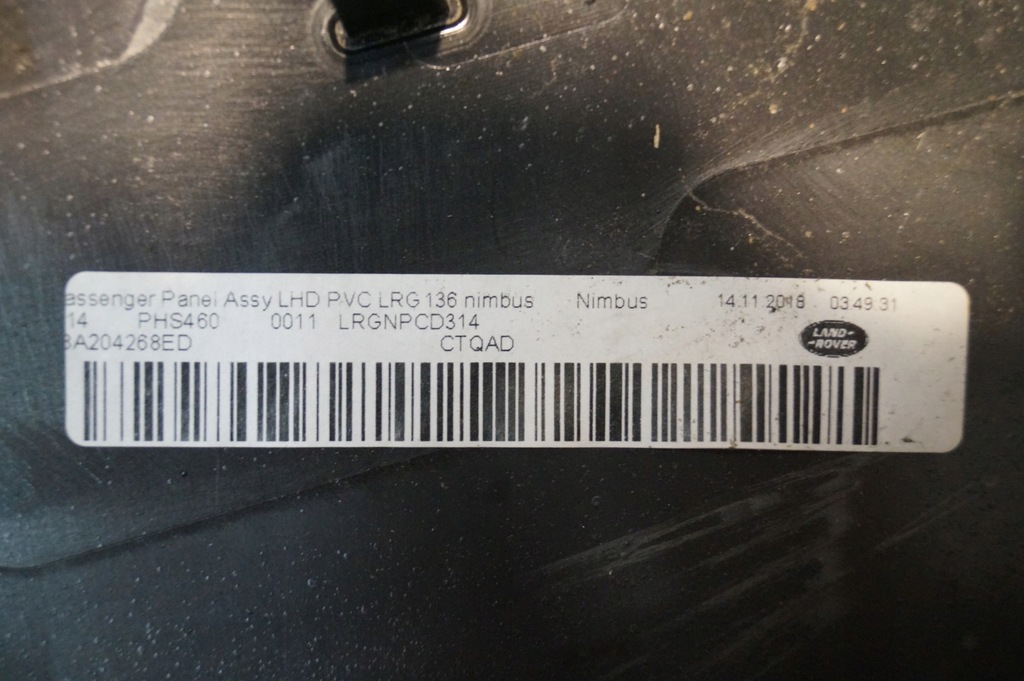 assenger Panel Assy LHD PVC LRG 136 nimbus Nimbus 14.11.2018 03:49:31
14 PHS460 0011 LRGNPCD314
LAND-
-ROVER
A204268ED CTQAD